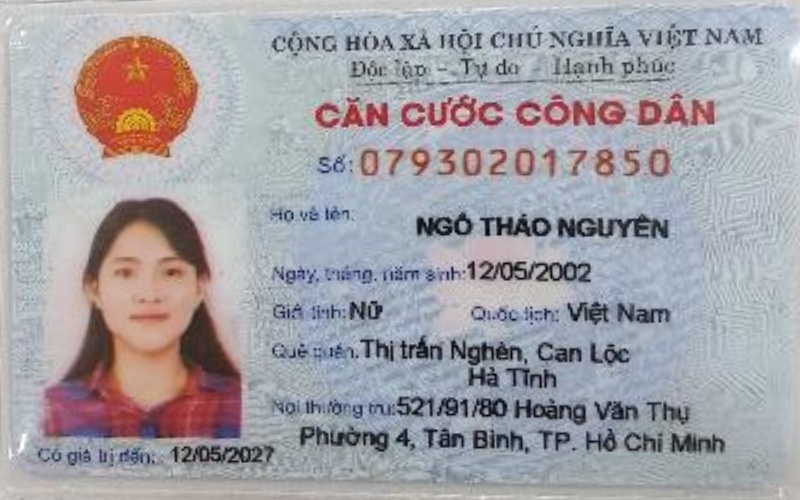 CỘNG HÒA XÃ HỘI CHỦ NGHĨA VIỆT NAM
Độc lập - Tự do - Hạnh phúc
CĂN CƯỚC CÔNG DÂN
Số: 079302017850
Họ và tên:
NGÔ THẢO NGUYÊN
Ngày, tháng, năm sinh: 12/05/2002
Giới tính: Nữ Quốc tịch: Việt Nam
Quê quán: Thị trấn Nghèn, Can Lộc
Hà Tĩnh
Nơi thường trú: 521/91/80 Hoàng Văn Thụ
Phường 4, Tân Bình, TP. Hồ Chí Minh
Có giá trị đến: 12/05/2027